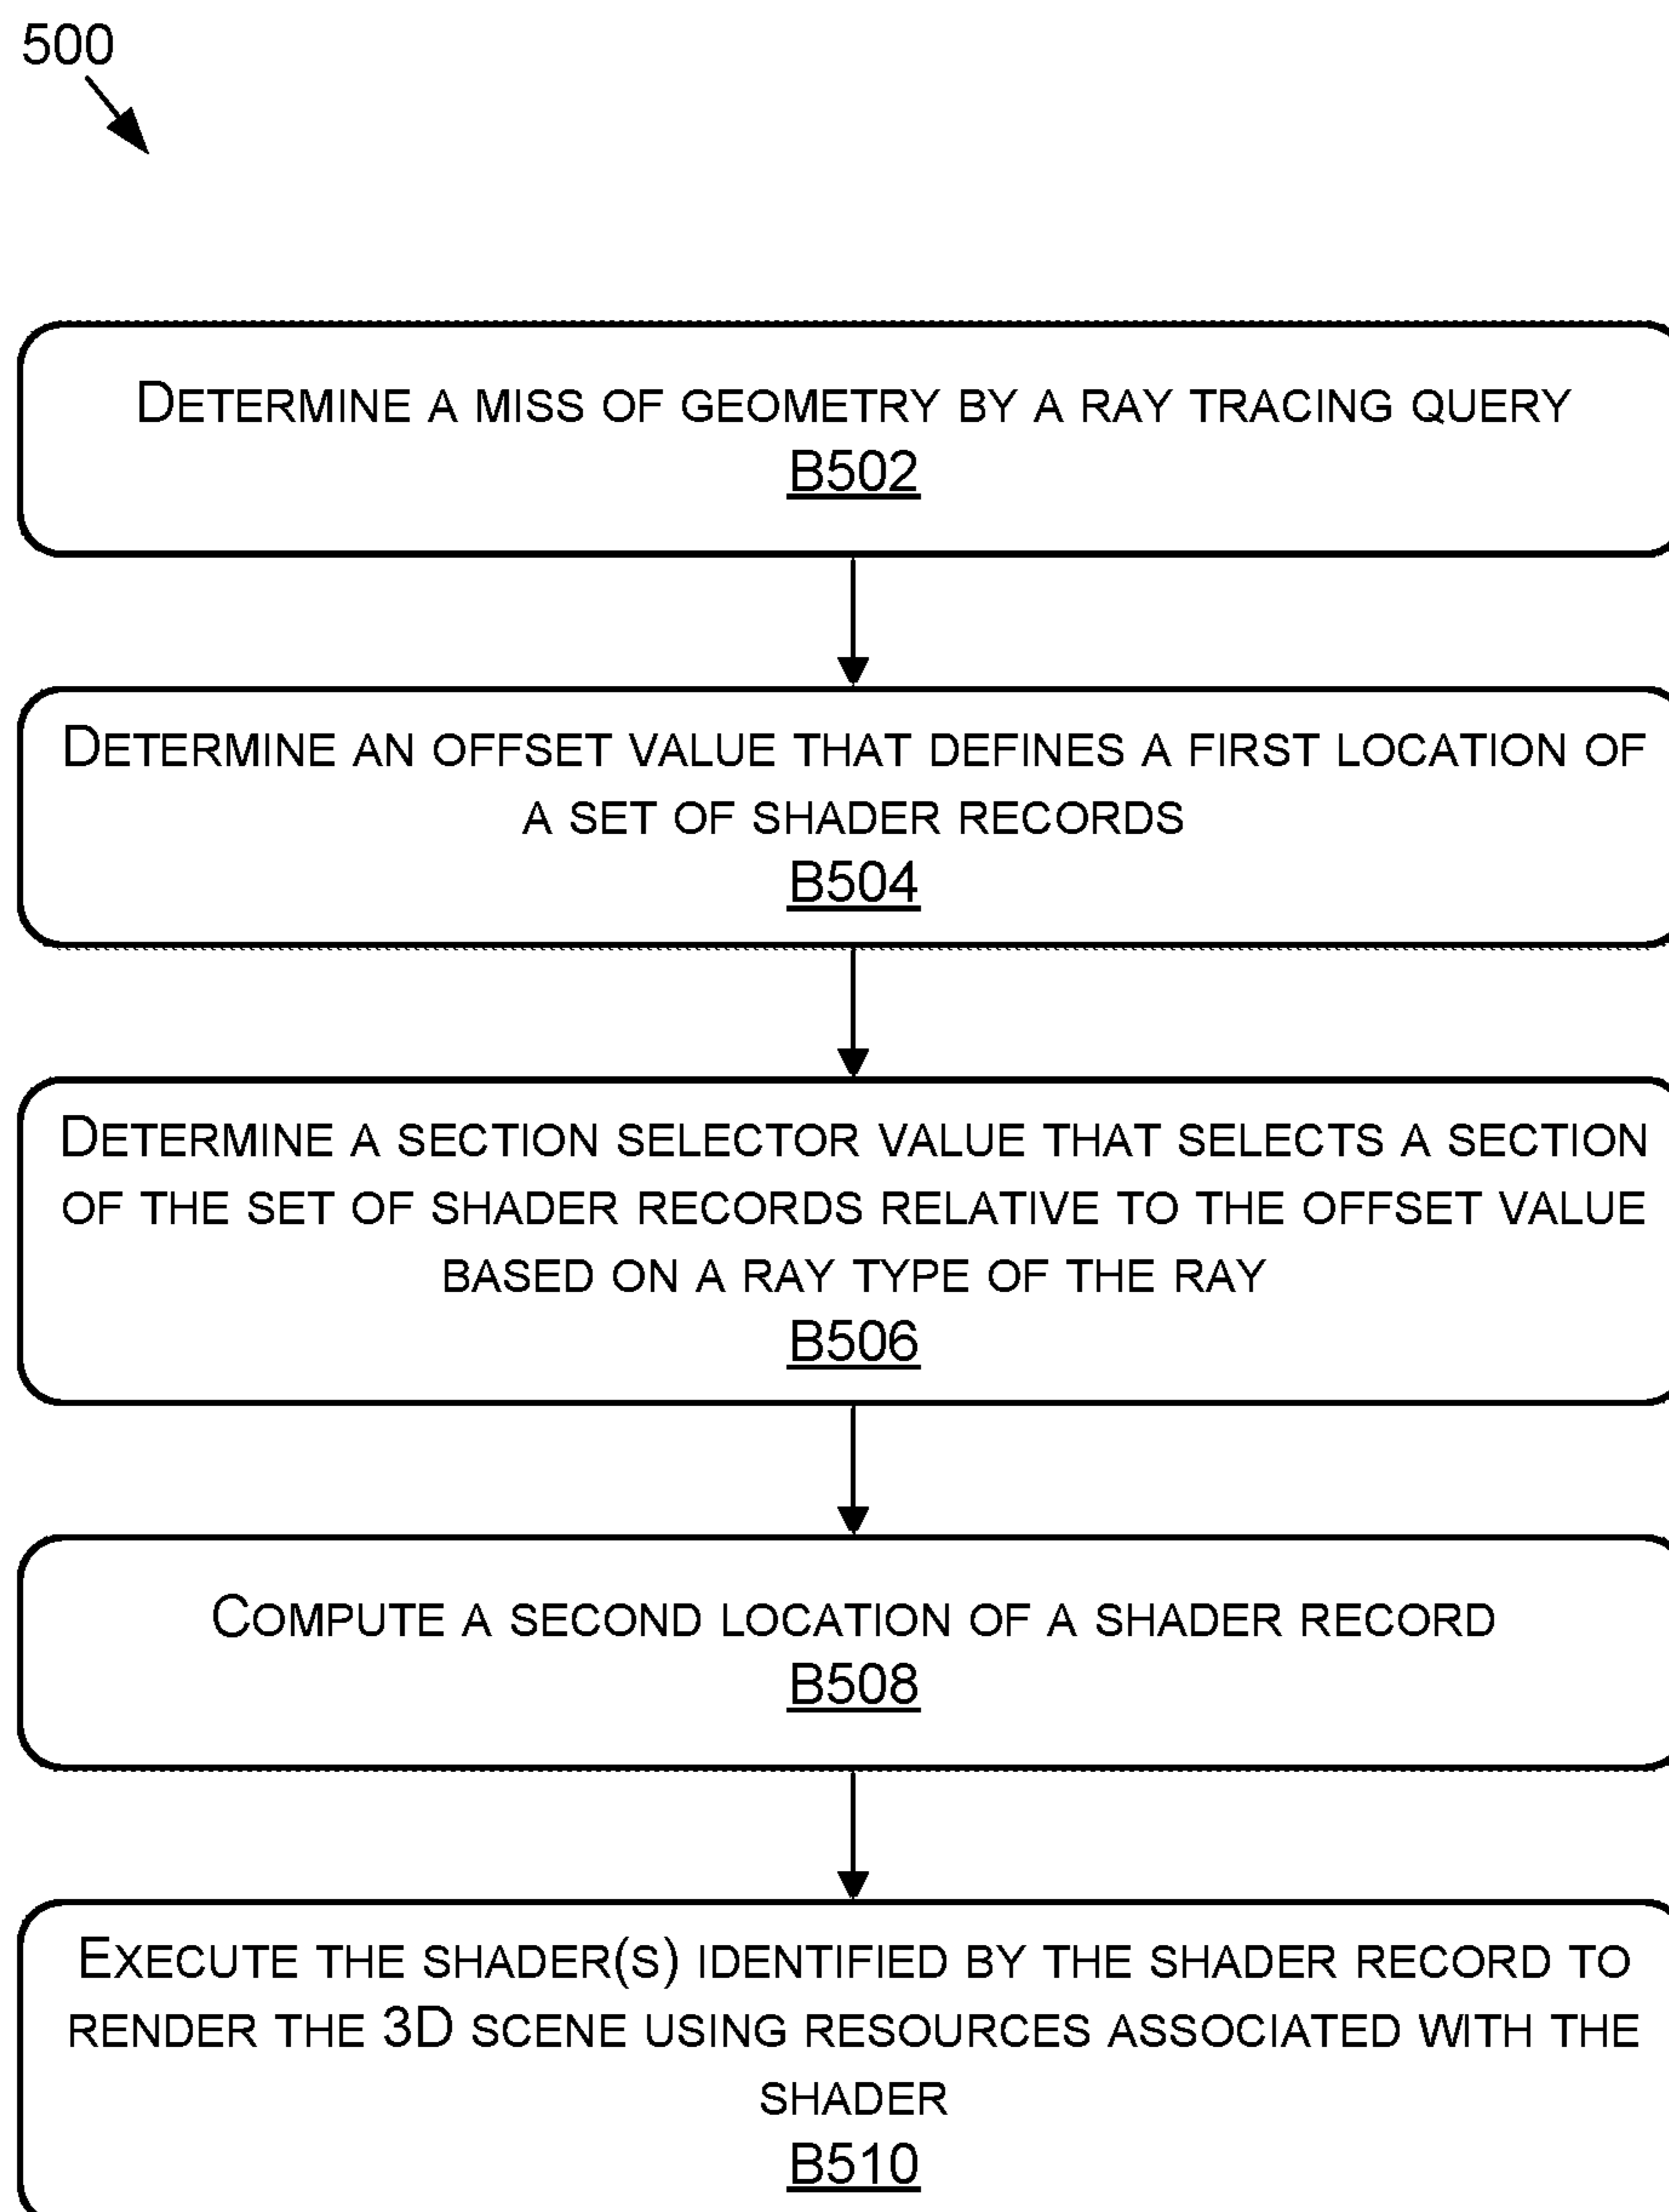 500
DETERMINE A MISS OF GEOMETRY BY A RAY TRACING QUERY
B502
DETERMINE AN OFFSET VALUE THAT DEFINES A FIRST LOCATION OF
A SET OF SHADER RECORDS
B504
DETERMINE A SECTION SELECTOR VALUE THAT SELECTS A SECTION
OF THE SET OF SHADER RECORDS RELATIVE TO THE OFFSET VALUE
BASED ON A RAY TYPE OF THE RAY
B506
COMPUTE A SECOND LOCATION OF A SHADER RECORD
B508
EXECUTE THE SHADER(S) IDENTIFIED BY THE SHADER RECORD TO
RENDER THE 3D SCENE USING RESOURCES ASSOCIATED WITH THE
SHADER
B510